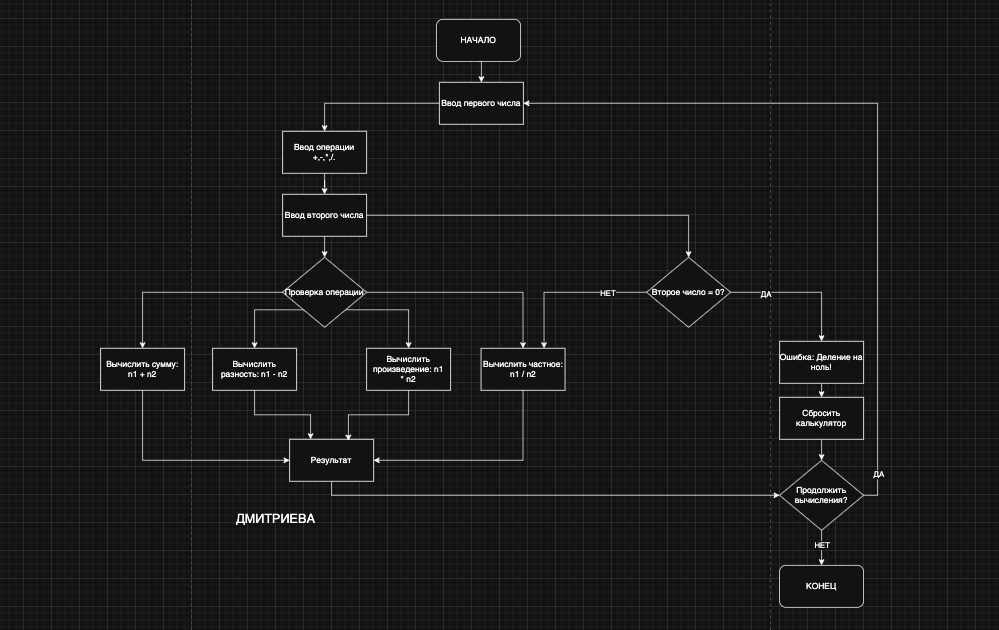 НАЧАЛО
Ввод первого числа
Ввод операции
+,-,*,/.
Ввод второго числа
Проверка операции
НЕТ
Второе число = 0?
ДА
Вычислить сумму:
n1 + n2
Вычислить
разность: n1 - n2
Вычислить
произведение: n1
* n2
Вычислить частное:
n1 / n2
Ошибка: Деление на
ноль!
Сбросить
калькулятор
Результат
ДА
Продолжить
вычисления?
ДМИТРИЕВА
НЕТ
КОНЕЦ